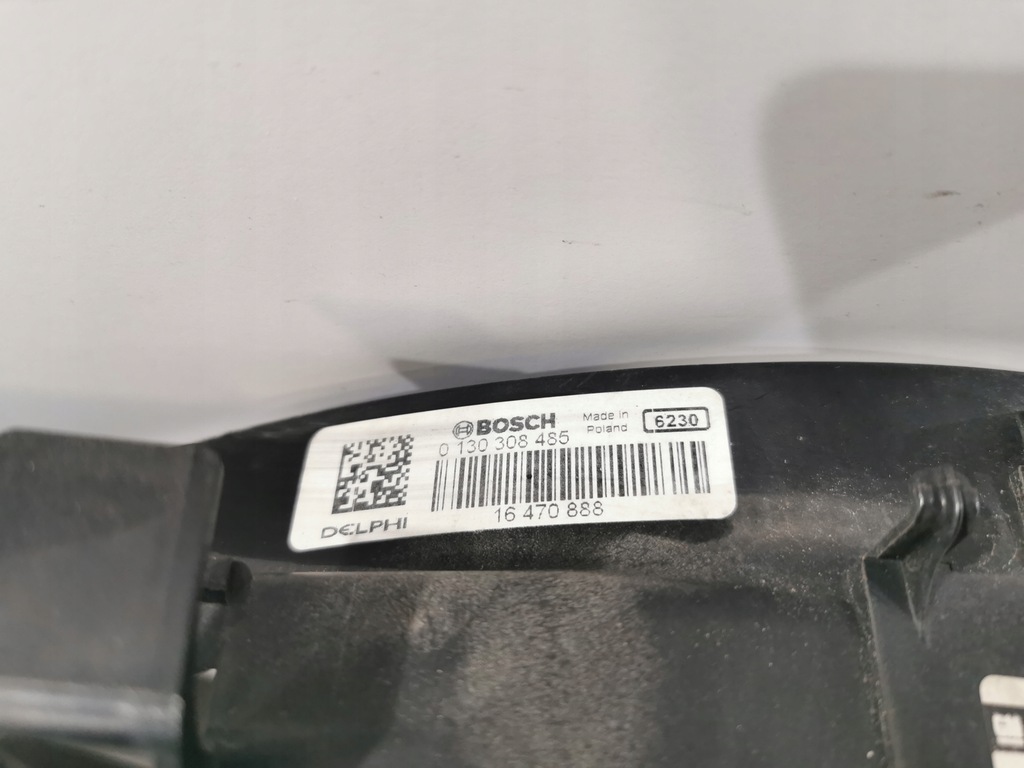 BOSCH
Made in
Poland
6230
0 130 308 485
16 470 888
DELPHI